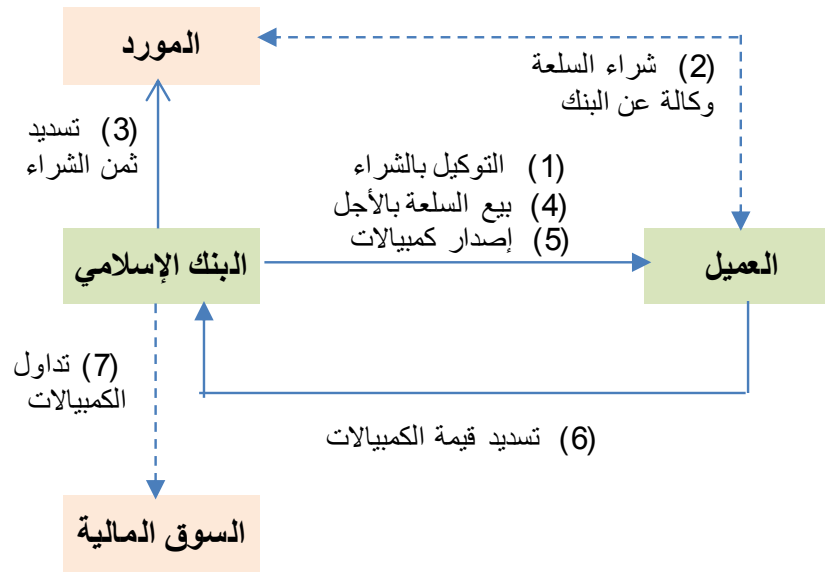 المورد
(2) شراء السلعة
وكالة عن البنك
(3) تسديد
ثمن الشراء
(1) التوكيل بالشراء
(4) بيع السلعة بالأجل
(5) إصدار كمبيالات
البنك الإسلامي
العميل
(7) تداول
الكمبيالات
(6) تسديد قيمة الكمبيالات
السوق المالية